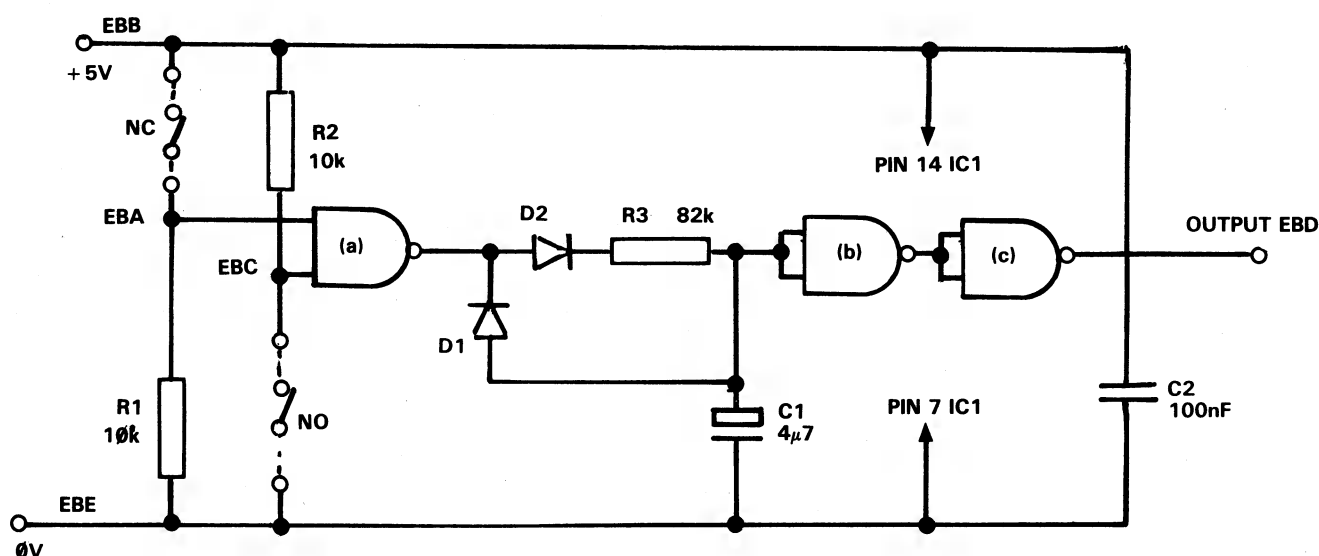 EBB
+5V
NC
R2
10k
PIN 14 IC1
EBA
(a)
D2
R3 82k
(b)
(c)
OUTPUT EBD
EBC
D1
R1
10k
NO
C1
4µ7
PIN 7 IC1
C2
100nF
EBE
0V